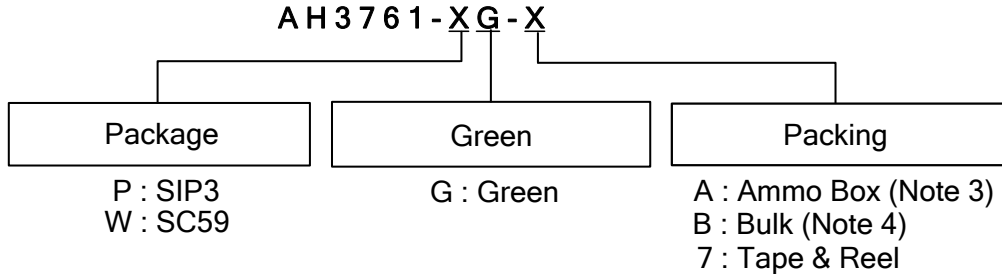 AH3761-XG-X
Package
Green
Packing
P : SIP3
W : SC59
G : Green
A : Ammo Box (Note 3)
B : Bulk (Note 4)
7 : Tape & Reel